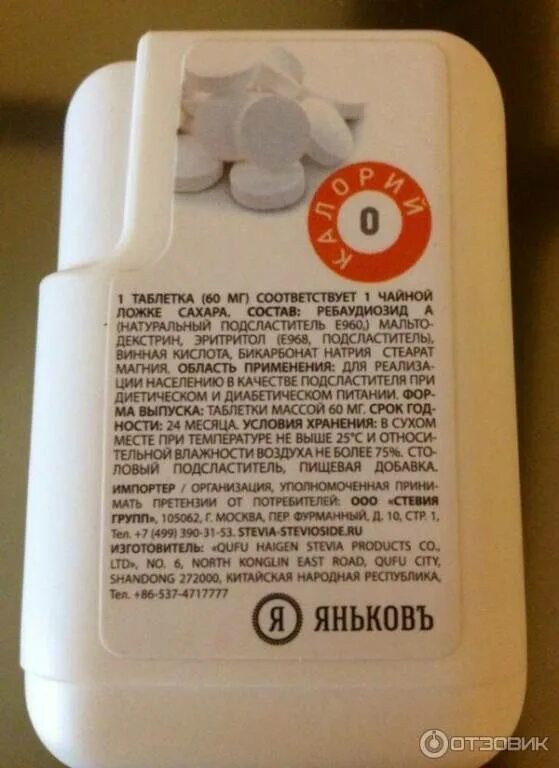 КАЛОРИЙ
0
1 ТАБЛЕТКА (60 МГ) СООТВЕТСТВУЕТ 1 ЧАЙНОЙ
ЛОЖКЕ САХАРА. СОСТАВ: РЕБАУДИОЗИД А
(НАТУРАЛЬНЫЙ ПОДСЛАСТИТЕЛЬ Е960,) МАЛЬТО-
ДЕКСТРИН, ЭРИТРИТОЛ (Е968, ПОДСЛАСТИТЕЛЬ),
ВИННАЯ КИСЛОТА, БИКАРБОНАТ НАТРИЯ СТЕАРАТ
МАГНИЯ. ОБЛАСТЬ ПРИМЕНЕНИЯ: ДЛЯ РЕАЛИЗА-
ЦИИ НАСЕЛЕНИЮ В КАЧЕСТВЕ ПОДСЛАСТИТЕЛЯ ПРИ
ДИЕТИЧЕСКОМ И ДИАБЕТИЧЕСКОМ ПИТАНИИ. ФОР-
МА ВЫПУСКА: ТАБЛЕТКИ МАССОЙ 60 МГ. СРОК ГОД-
НОСТИ: 24 МЕСЯЦА. УСЛОВИЯ ХРАНЕНИЯ: В СУХОМ
МЕСТЕ ПРИ ТЕМПЕРАТУРЕ НЕ ВЫШЕ 25°С И ОТНОСИ-
ТЕЛЬНОЙ ВЛАЖНОСТИ ВОЗДУХА НЕ БОЛЕЕ 75%. СТО-
ЛОВЫЙ ПОДСЛАСТИТЕЛЬ, ПИЩЕВАЯ ДОБАВКА.
ИМПОРТЕР / ОРГАНИЗАЦИЯ, УПОЛНОМОЧЕННАЯ ПРИНИ-
МАТЬ ПРЕТЕНЗИИ ОТ ПОТРЕБИТЕЛЕЙ: ООО «СТЕВИЯ
ГРУПП», 105062, Г. МОСКВА, ПЕР. ФУРМАННЫЙ, Д. 10, СТР. 1,
Тел. +7 (499) 390-31-53. STEVIA-STEVIOSIDE.RU
ИЗГОТОВИТЕЛЬ: «QUFU HAIGEN STEVIA PRODUCTS CO.,
LTD», NO. 6, NORTH KONGLIN EAST ROAD, QUFU CITY,
SHANDONG 272000, КИТАЙСКАЯ НАРОДНАЯ РЕСПУБЛИКА,
Тел. +86-537-4717777
Я ЯНЬКОВЪ
ОТЗОВИК